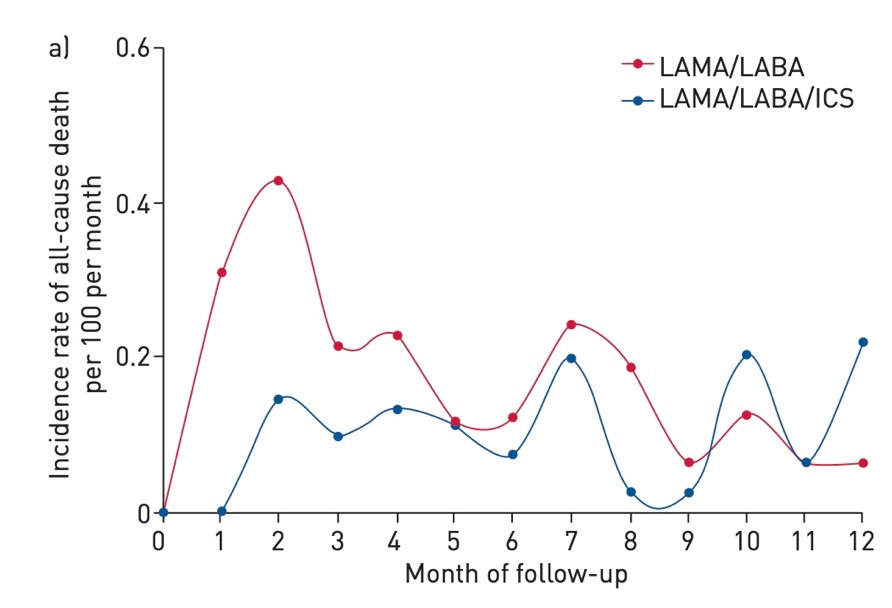 a)
0.6
0.4
0.2
0
Incidence rate of all-cause death
per 100 per month
LAMA/LABA
LAMA/LABA/ICS
0 1 2 3 4 5 6 7 8 9 10 11 12
Month of follow-up